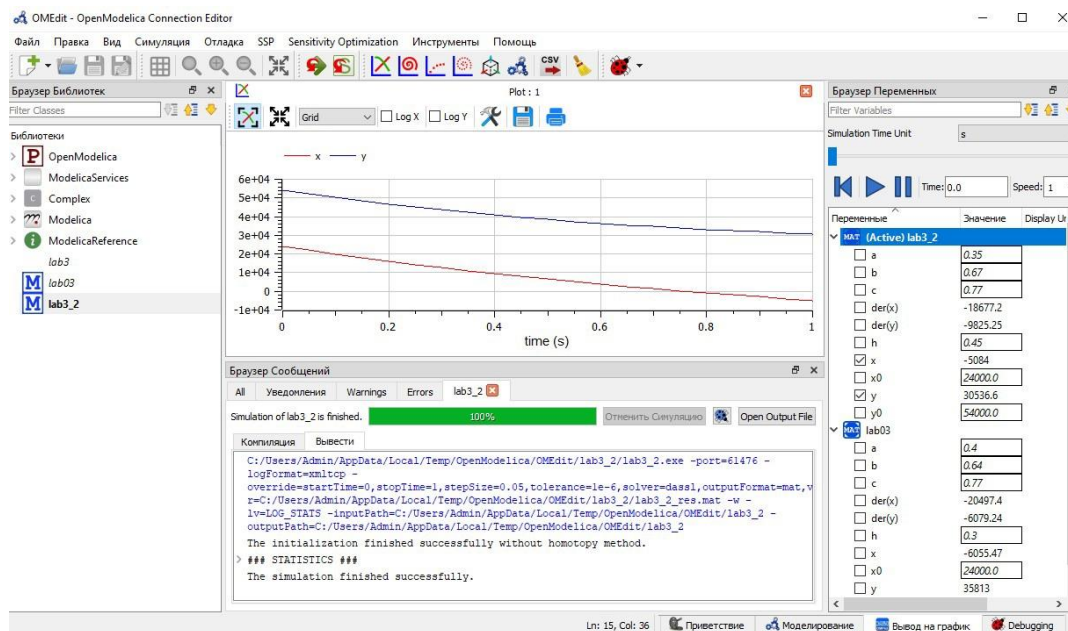 OMEdit - OpenModelica Connection Editor
Файл Правка Вид Симуляция Отладка SSP Sensitivity Optimization Инструменты Помощь
CSV
Браузер Библиотек
Filter Classes
Библиотеки
P OpenModelica
ModelicaServices
C Complex
Modelica
i ModelicaReference
lab3
M lab03
M lab3_2
Plot : 1
Grid Log X Log Y
x y
6e+04
5e+04
4e+04
3e+04
2e+04
1e+04
0
-1e+04
0 0.2 0.4 0.6 0.8 1
time (s)
Браузер Сообщений
All Уведомления Warnings Errors lab3_2
Simulation of lab3_2 is finished. 100% Отменить Симуляцию Open Output File
Компиляция Вывести
C:/Users/Admin/AppData/Local/Temp/OpenModelica/OMEdit/lab3_2/lab3_2.exe -port=61476 -
logFormat=xmltcp -
override=startTime=0,stopTime=1,stepSize=0.05,tolerance=1e-6,solver=dassl,outputFormat=mat,v
r=C:/Users/Admin/AppData/Local/Temp/OpenModelica/OMEdit/lab3_2/lab3_2_res.mat -w -
lv=LOG_STATS -inputPath=C:/Users/Admin/AppData/Local/Temp/OpenModelica/OMEdit/lab3_2 -
outputPath=C:/Users/Admin/AppData/Local/Temp/OpenModelica/OMEdit/lab3_2
The initialization finished successfully without homotopy method.
### STATISTICS ###
The simulation finished successfully.
Браузер Переменных
Filter Variables
Simulation Time Unit s
Time: 0.0 Speed: 1
Переменные Значение Display Ur
MAT (Active) lab3_2
a 0.35
b 0.67
c 0.77
der(x) -18677.2
der(y) -9825.25
h 0.45
x -5084
x0 24000.0
y 30536.6
y0 54000.0
MAT lab03
a 0.4
b 0.64
c 0.77
der(x) -20497.4
der(y) -6079.24
h 0.3
x -6055.47
x0 24000.0
y 35813
Ln: 15, Col: 36 Приветствие Моделирование Вывод на график Debugging